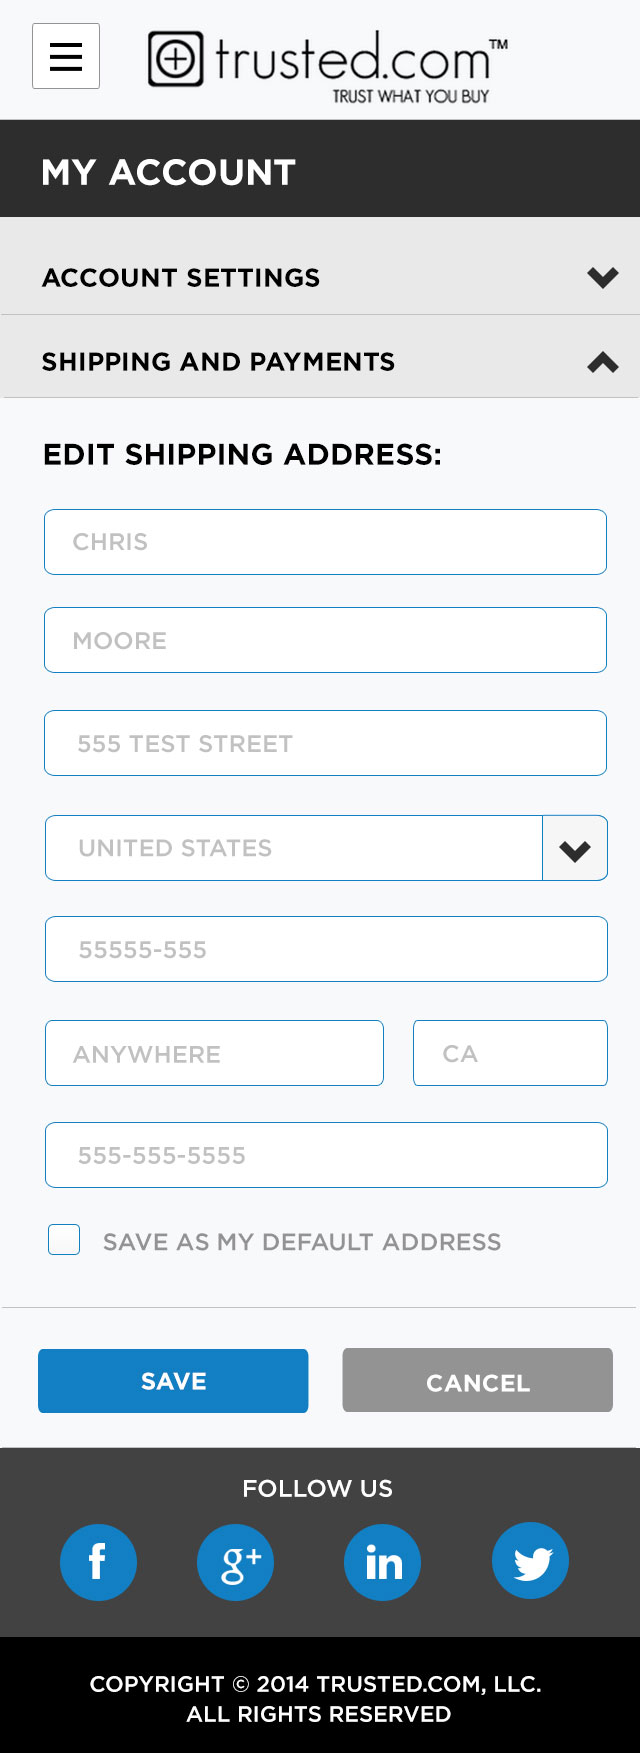 trusted.com™
TRUST WHAT YOU BUY
MY ACCOUNT
ACCOUNT SETTINGS
SHIPPING AND PAYMENTS
EDIT SHIPPING ADDRESS:
CHRIS
MOORE
555 TEST STREET
UNITED STATES
55555-555
ANYWHERE CA
555-555-5555
SAVE AS MY DEFAULT ADDRESS
SAVE CANCEL
FOLLOW US
f g+ in
COPYRIGHT © 2014 TRUSTED.COM, LLC.
ALL RIGHTS RESERVED